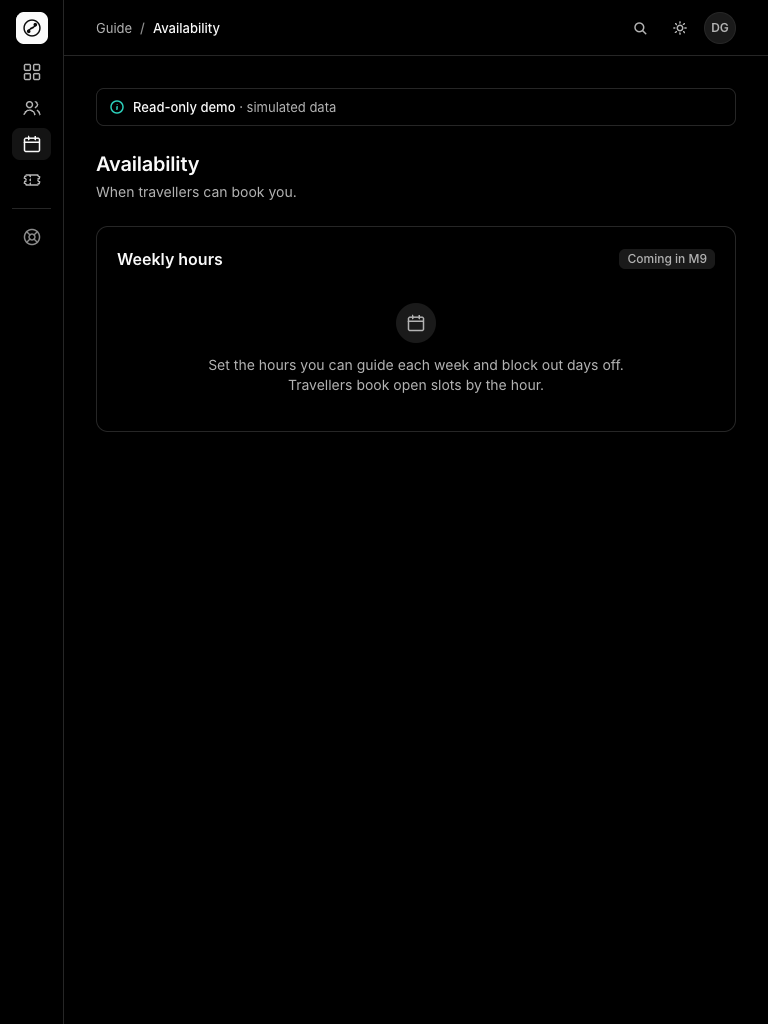 Guide / Availability
DG
Read-only demo · simulated data
Availability
When travellers can book you.
Weekly hours
Coming in M9
Set the hours you can guide each week and block out days off.
Travellers book open slots by the hour.